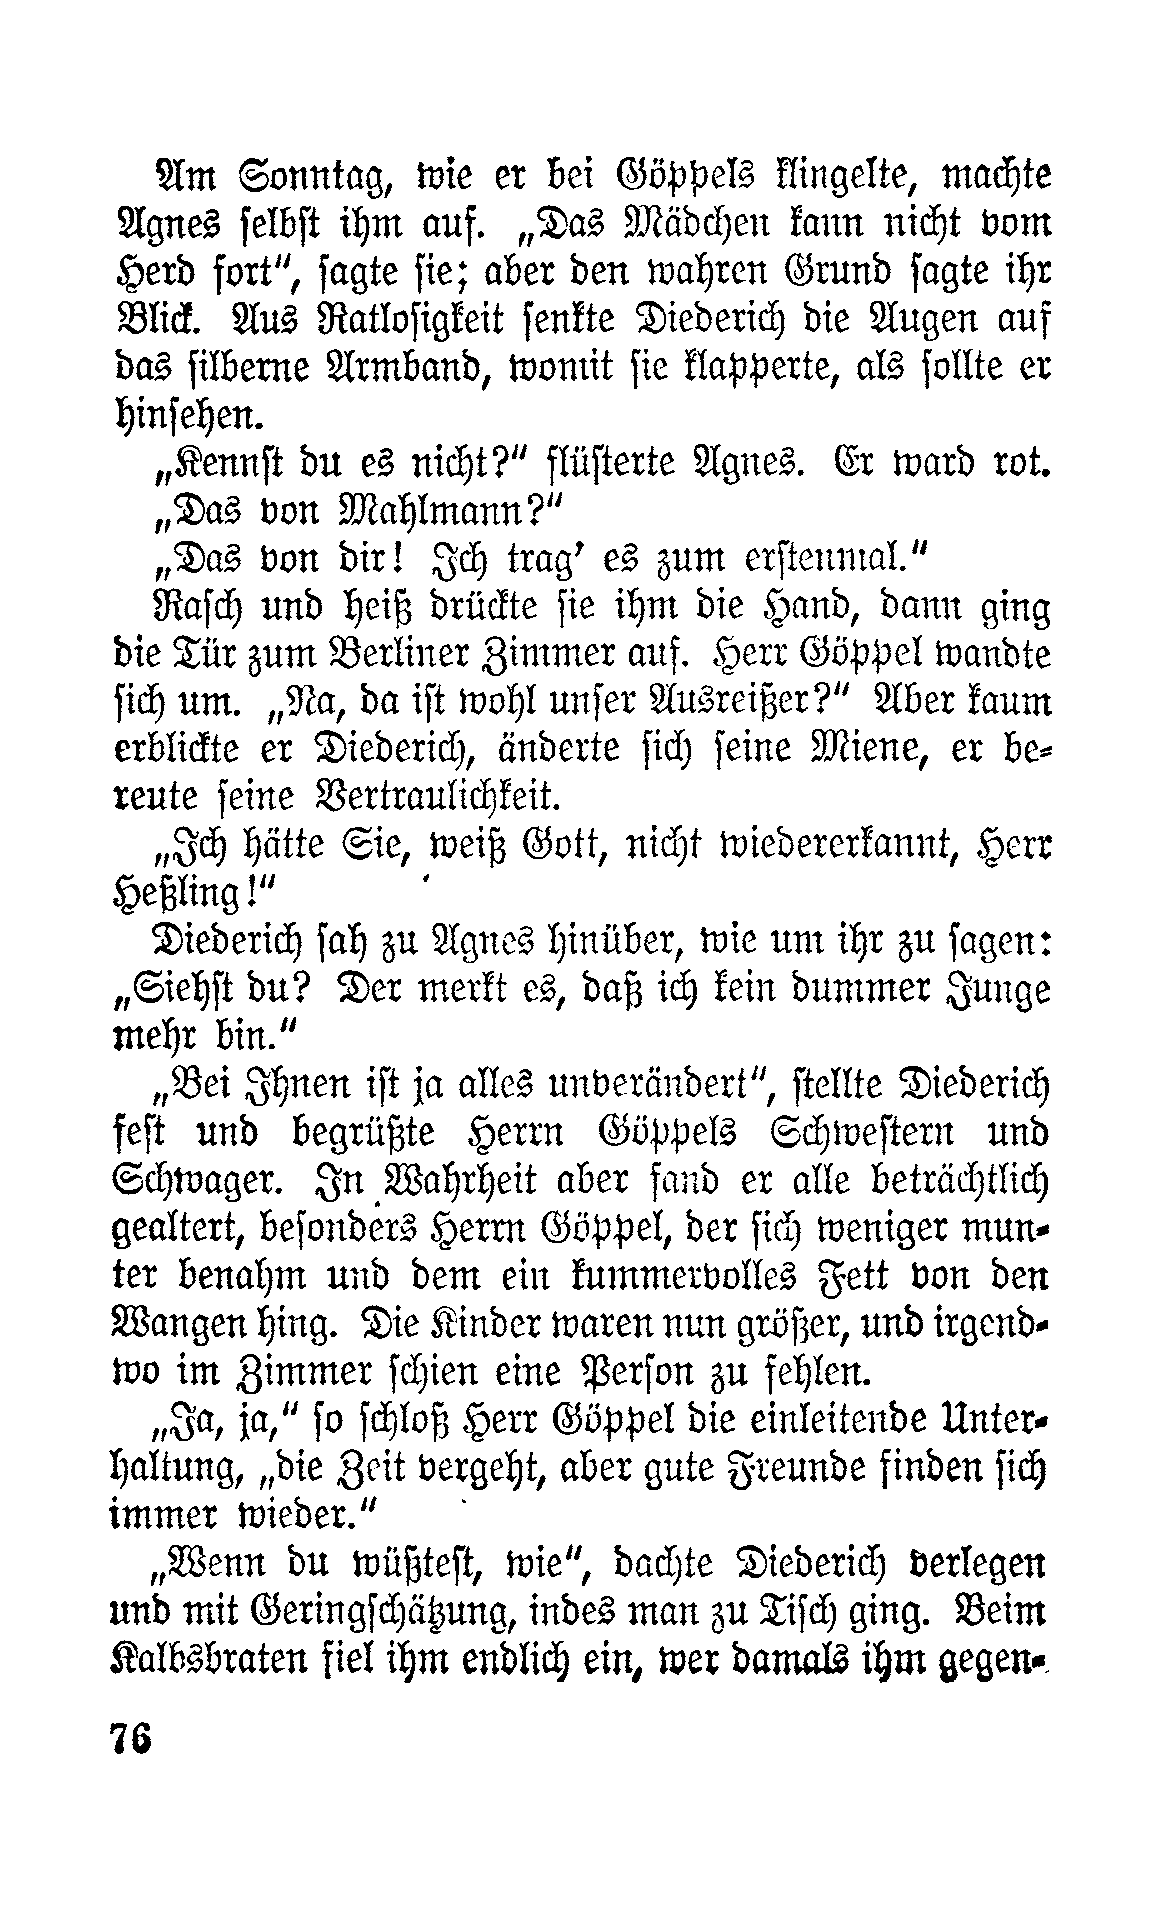 Am Sonntag, wie er bei Göppels klingelte, machte
Agnes selbst ihm auf. „Das Mädchen kann nicht vom
Herd fort“, sagte sie; aber den wahren Grund sagte ihr
Blick. Aus Ratlosigkeit senkte Diederich die Augen auf
das silberne Armband, womit sie klapperte, als sollte er
hinsehen.
„Kennst du es nicht?“ flüsterte Agnes. Er ward rot.
„Das von Mahlmann?“
„Das von dir! Ich trag’ es zum erstenmal.“
Rasch und heiß drückte sie ihm die Hand, dann ging
die Tür zum Berliner Zimmer auf. Herr Göppel wandte
sich um. „Na, da ist wohl unser Ausreißer?“ Aber kaum
erblickte er Diederich, änderte sich seine Miene, er be-
reute seine Vertraulichkeit.
„Ich hätte Sie, weiß Gott, nicht wiedererkannt, Herr
Heßling!“
Diederich sah zu Agnes hinüber, wie um ihr zu sagen:
„Siehst du? Der merkt es, daß ich kein dummer Junge
mehr bin.“
„Bei Ihnen ist ja alles unverändert“, stellte Diederich
fest und begrüßte Herrn Göppels Schwestern und
Schwager. In Wahrheit aber fand er alle beträchtlich
gealtert, besonders Herrn Göppel, der sich weniger mun-
ter benahm und dem ein kummervolles Fett von den
Wangen hing. Die Kinder waren nun größer, und irgend-
wo im Zimmer schien eine Person zu fehlen.
„Ja, ja,“ so schloß Herr Göppel die einleitende Unter-
haltung, „die Zeit vergeht, aber gute Freunde finden sich
immer wieder.“
„Wenn du wüßtest, wie“, dachte Diederich verlegen
und mit Geringschätzung, indes man zu Tisch ging. Beim
Kalbsbraten fiel ihm endlich ein, wer damals ihm gegen-
76